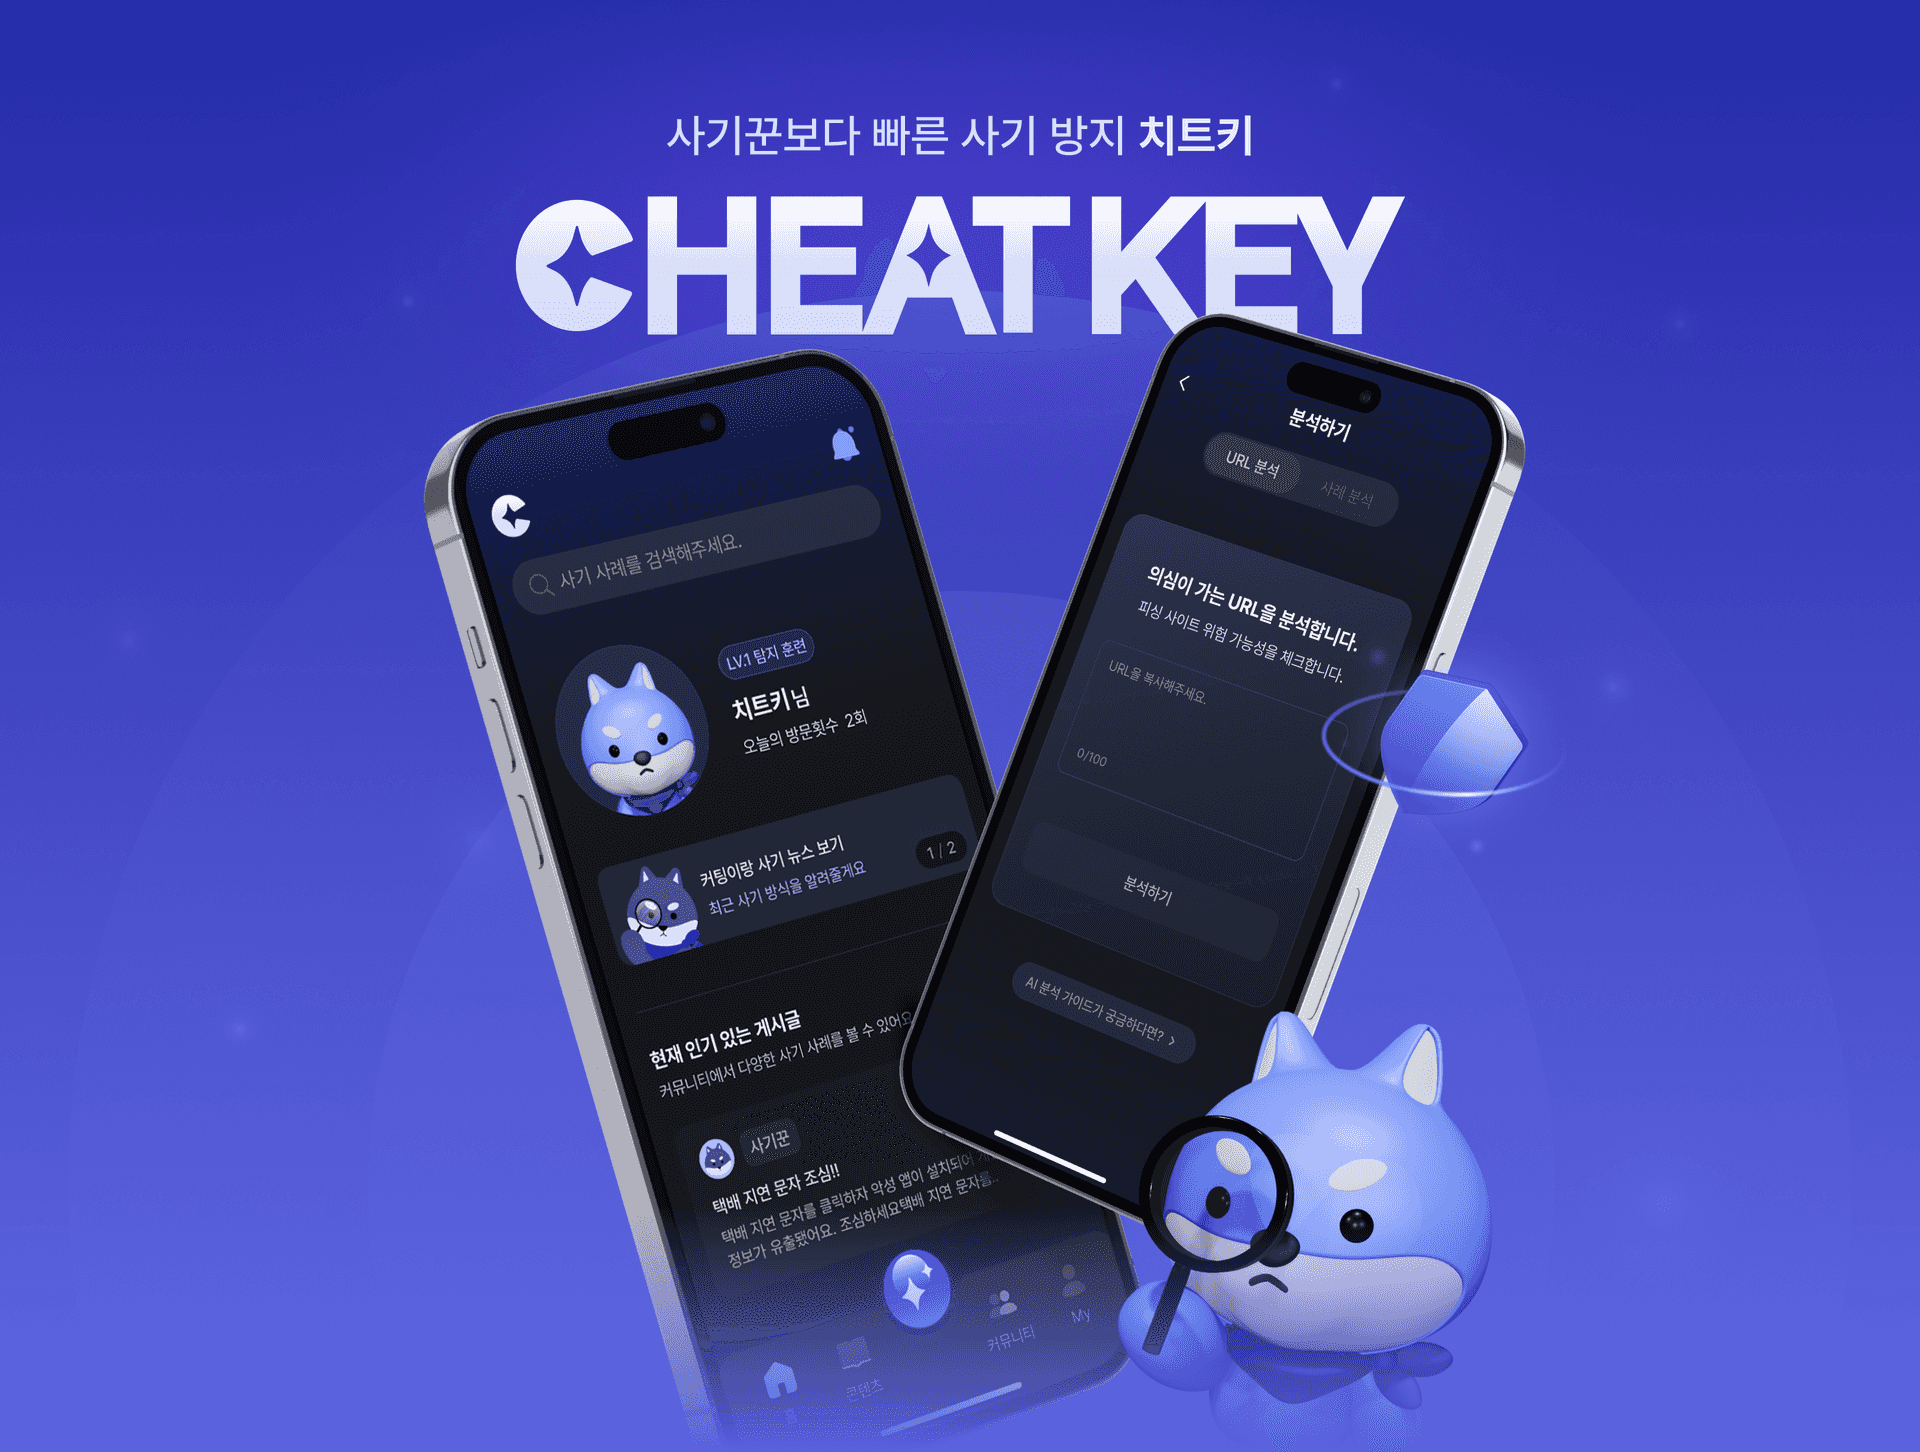 사기꾼보다 빠른 사기 방지 치트키
CHEAT KEY
사기 사례를 검색해주세요.
LV.1 탐지 훈련
치트키님
오늘의 방문횟수 2회
커팅이랑 사기 뉴스 보기
최근 사기 방식을 알려줄게요
1 / 2
현재 인기 있는 게시글
커뮤니티에서 다양한 사기 사례를 볼 수 있어요
사기꾼
택배 지연 문자 조심!!
택배 지연 문자를 클릭하자 악성 앱이 설치되어
정보가 유출됐어요. 조심하세요택배 지연 문자를..
홈
콘텐츠
커뮤니티
My
분석하기
URL 분석
사례 분석
의심이 가는 URL을 분석합니다.
피싱 사이트 위험 가능성을 체크합니다.
URL을 복사해주세요.
0/100
분석하기
AI 분석 가이드가 궁금하다면? >